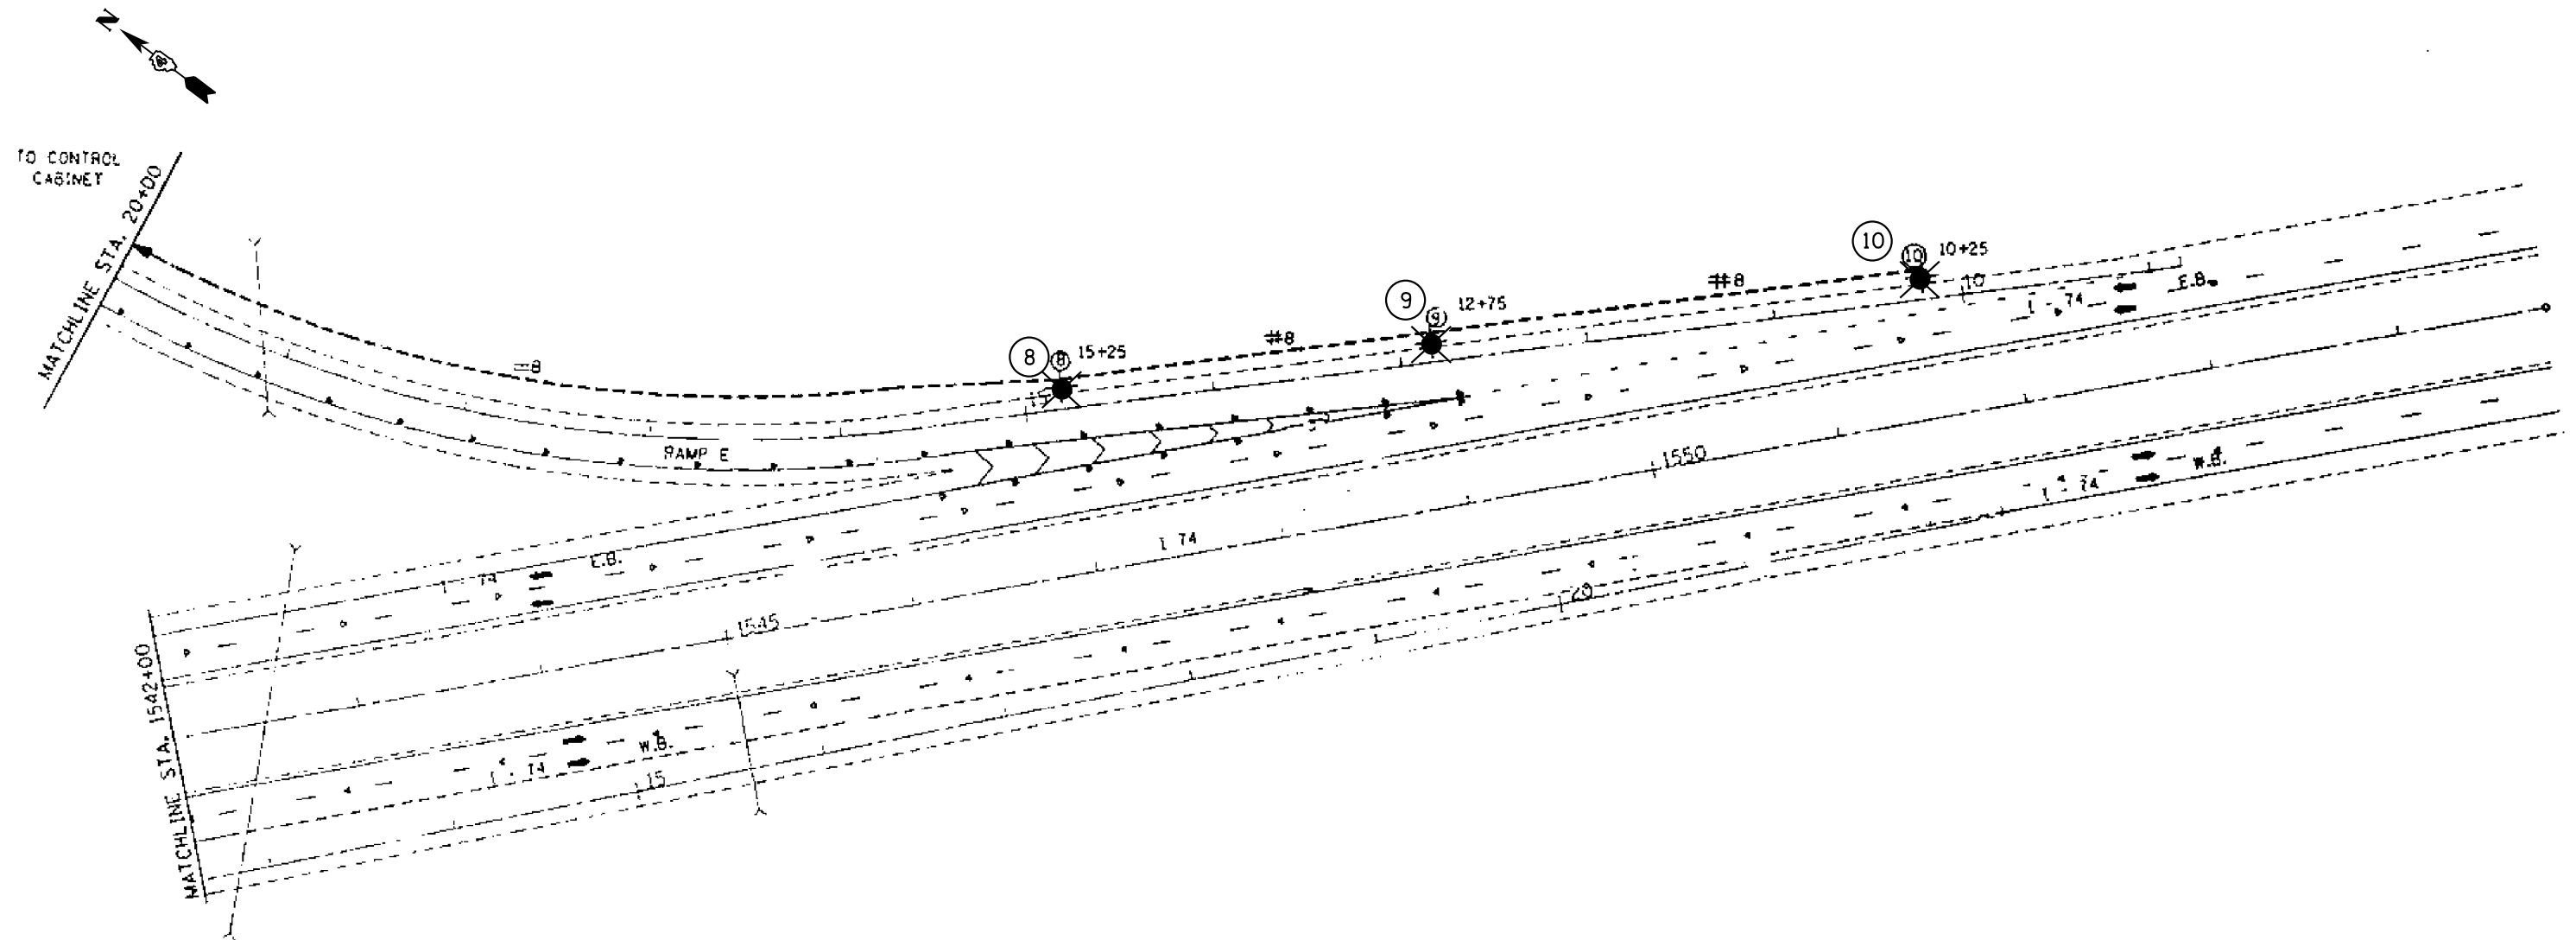 N
TO CONTROL
CABINET
MATCHLINE STA. 20+00
#8
8
8 15+25
15
#8
9
9 12+75
#8
10
10 10+25
10
I - 74
E.B.
RAMP E
1550
I - 74
W.B.
I 74
I - 74
E.B.
1545
20
MATCHLINE STA. 1542+00
I - 74
W.B.
15